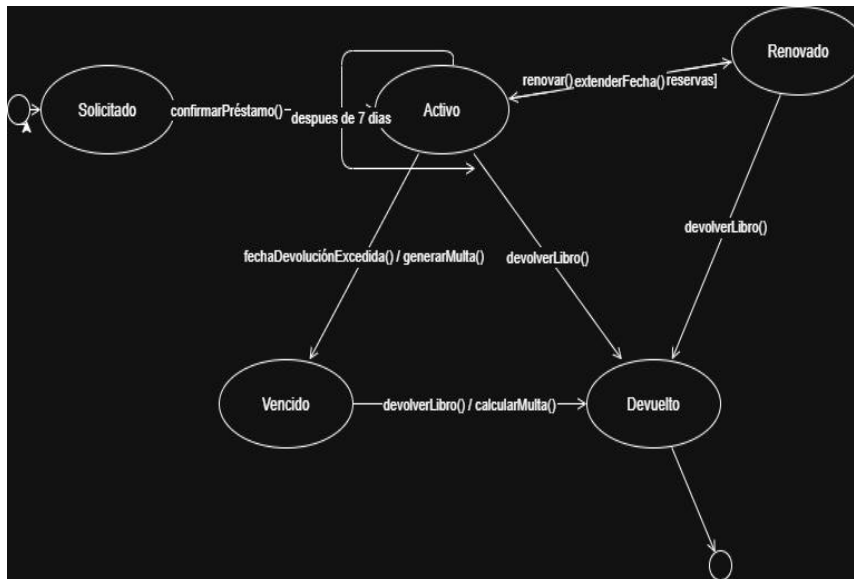 Renovado
renovar() extenderFecha() reservas]
Solicitado
confirmarPréstamo()
despues de 7 dias
Activo
devolverLibro()
fechaDevoluciónExcedida() / generarMulta()
devolverLibro()
Vencido
devolverLibro() / calcularMulta()
Devuelto